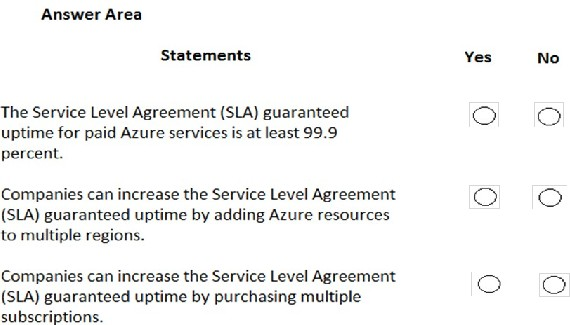 Answer Area
Statements Yes No
The Service Level Agreement (SLA) guaranteed
uptime for paid Azure services is at least 99.9
percent.
Companies can increase the Service Level Agreement
(SLA) guaranteed uptime by adding Azure resources
to multiple regions.
Companies can increase the Service Level Agreement
(SLA) guaranteed uptime by purchasing multiple
subscriptions.